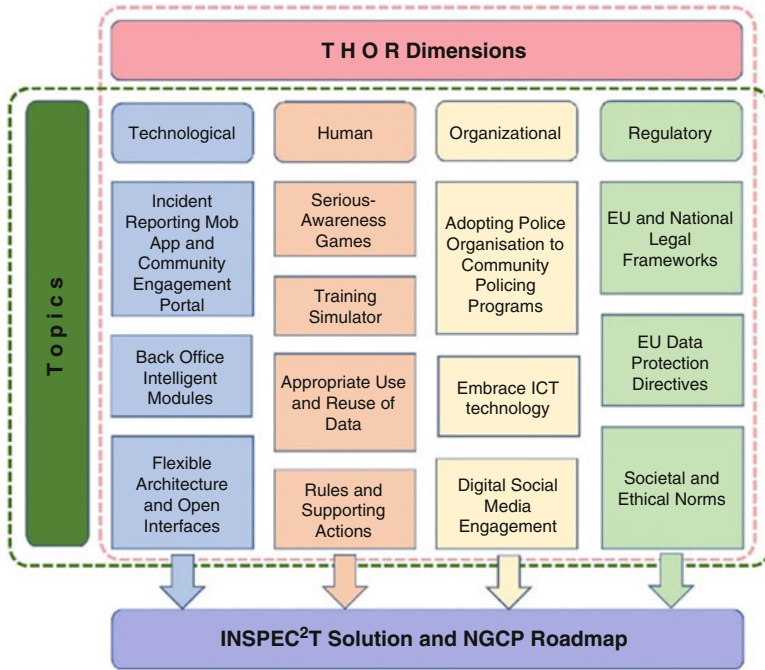 T H O R Dimensions
Topics
Technological
Human
Organizational
Regulatory
Incident
Reporting Mob
App and
Community
Engagement
Portal
Back Office
Intelligent
Modules
Flexible
Architecture
and Open
Interfaces
Serious-
Awareness
Games
Training
Simulator
Appropriate Use
and Reuse of
Data
Rules and
Supporting
Actions
Adopting Police
Organisation to
Community
Policing
Programs
Embrace ICT
technology
Digital Social
Media
Engagement
EU and National
Legal
Frameworks
EU Data
Protection
Directives
Societal and
Ethical Norms
INSPEC²T Solution and NGCP Roadmap